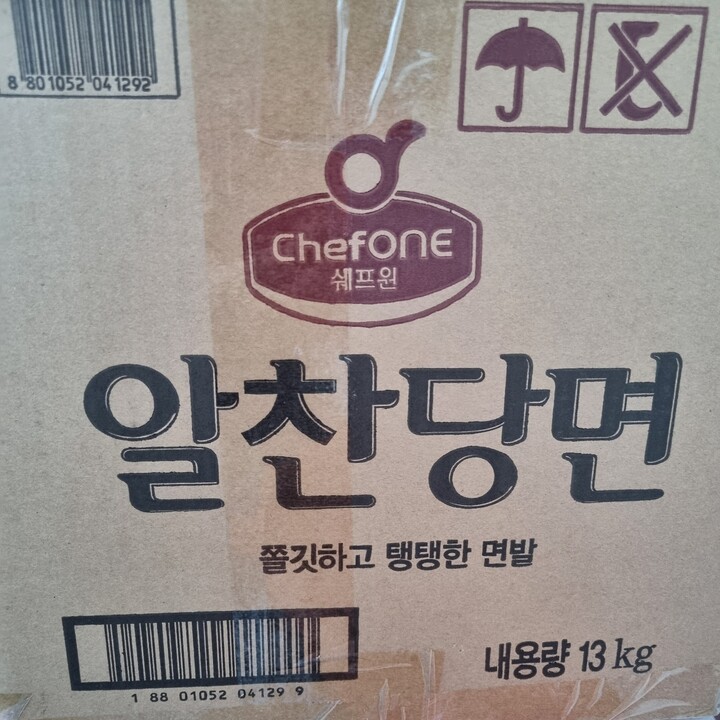 8 801052 041292
ChefONE
쉐프원
알찬당면
쫄깃하고 탱탱한 면발
내용량 13 kg
1 88 01052 04129 9